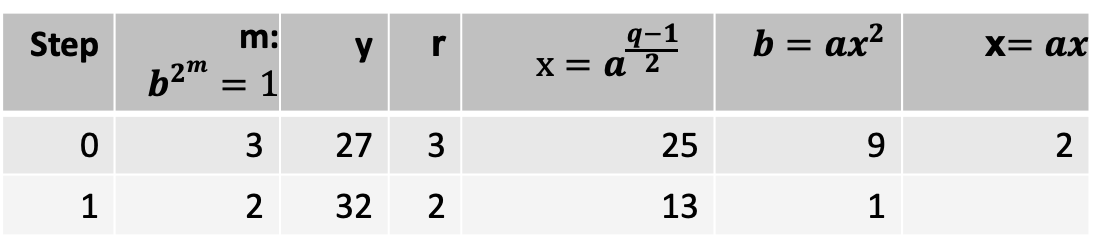 Step m: b^{2^m} = 1 y r x = a^{\frac{q-1}{2}} b = ax^2 x= ax
0 3 27 3 25 9 2
1 2 32 2 13 1